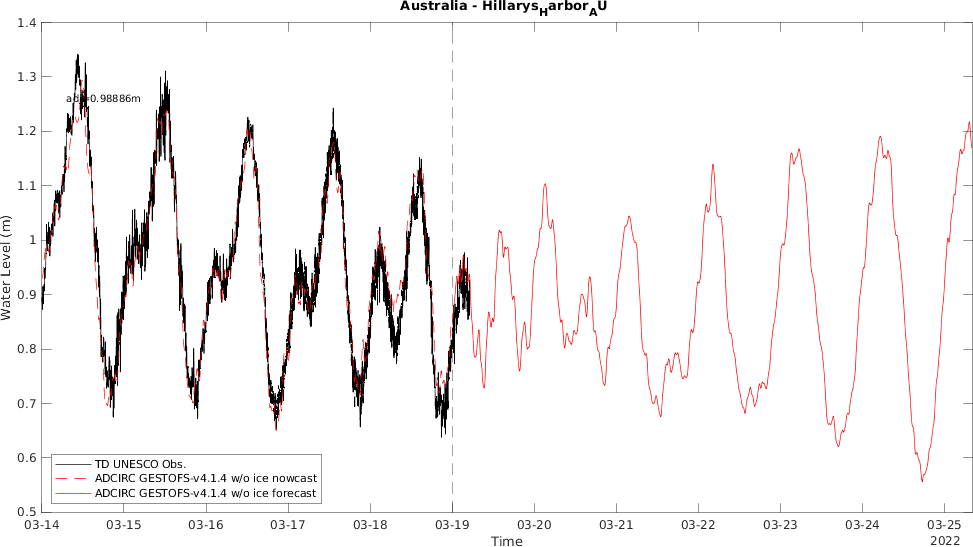 Australia - HillarysHarborAU
1.4
1.3
1.2
1.1
1
0.9
0.8
0.7
0.6
0.5
Water Level (m)
=0.98886m
TD UNESCO Obs.
ADCIRC GESTOFS-v4.1.4 w/o ice nowcast
ADCIRC GESTOFS-v4.1.4 w/o ice forecast
03-14 03-15 03-16 03-17 03-18 03-19 03-20 03-21 03-22 03-23 03-24 03-25
Time 2022